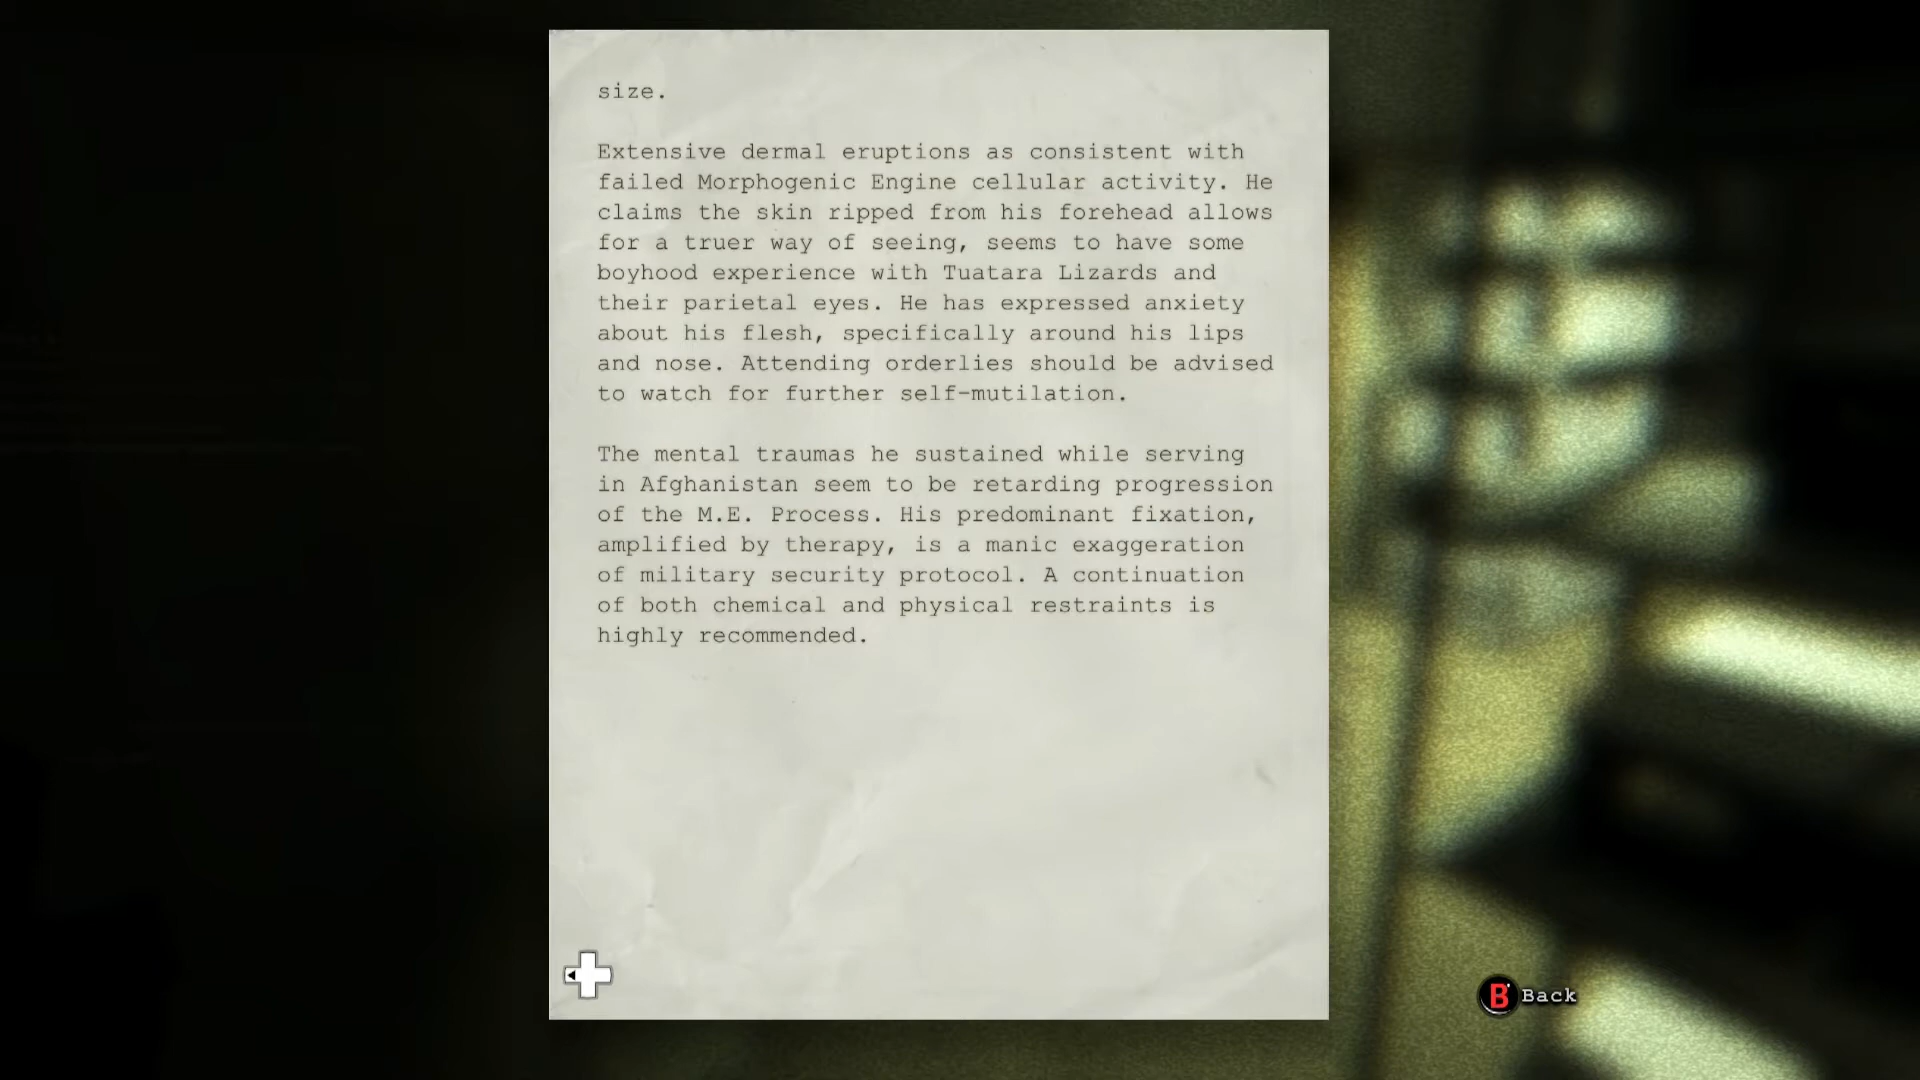 size.
Extensive dermal eruptions as consistent with
failed Morphogenic Engine cellular activity. He
claims the skin ripped from his forehead allows
for a truer way of seeing, seems to have some
boyhood experience with Tuatara Lizards and
their parietal eyes. He has expressed anxiety
about his flesh, specifically around his lips
and nose. Attending orderlies should be advised
to watch for further self-mutilation.
The mental traumas he sustained while serving
in Afghanistan seem to be retarding progression
of the M.E. Process. His predominant fixation,
amplified by therapy, is a manic exaggeration
of military security protocol. A continuation
of both chemical and physical restraints is
highly recommended.
B Back